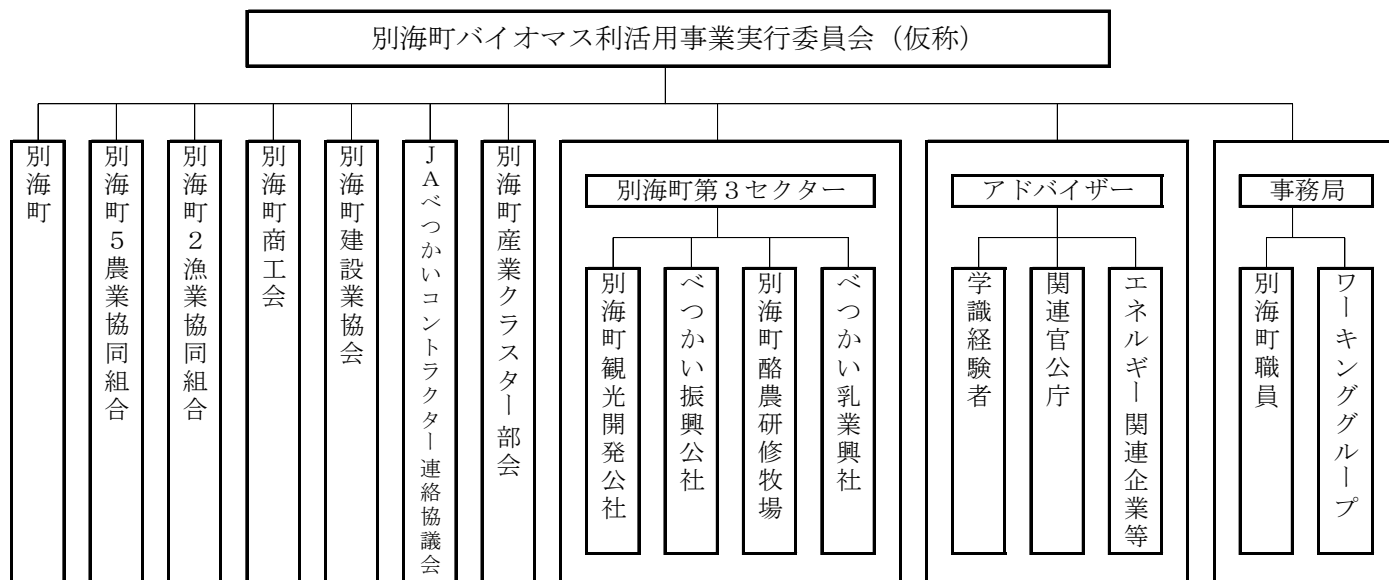 別海町バイオマス利活用事業実行委員会（仮称）
別海町
別海町５農業協同組合
別海町２漁業協同組合
別海町商工会
別海町建設業協会
ＪＡべつかいコントラクター連絡協議会
別海町産業クラスター部会
別海町第３セクター
別海町観光開発公社
べつかい振興公社
別海町酪農研修牧場
べつかい乳業興社
アドバイザー
学識経験者
関連官公庁
エネルギー関連企業等
事務局
別海町職員
ワーキンググループ